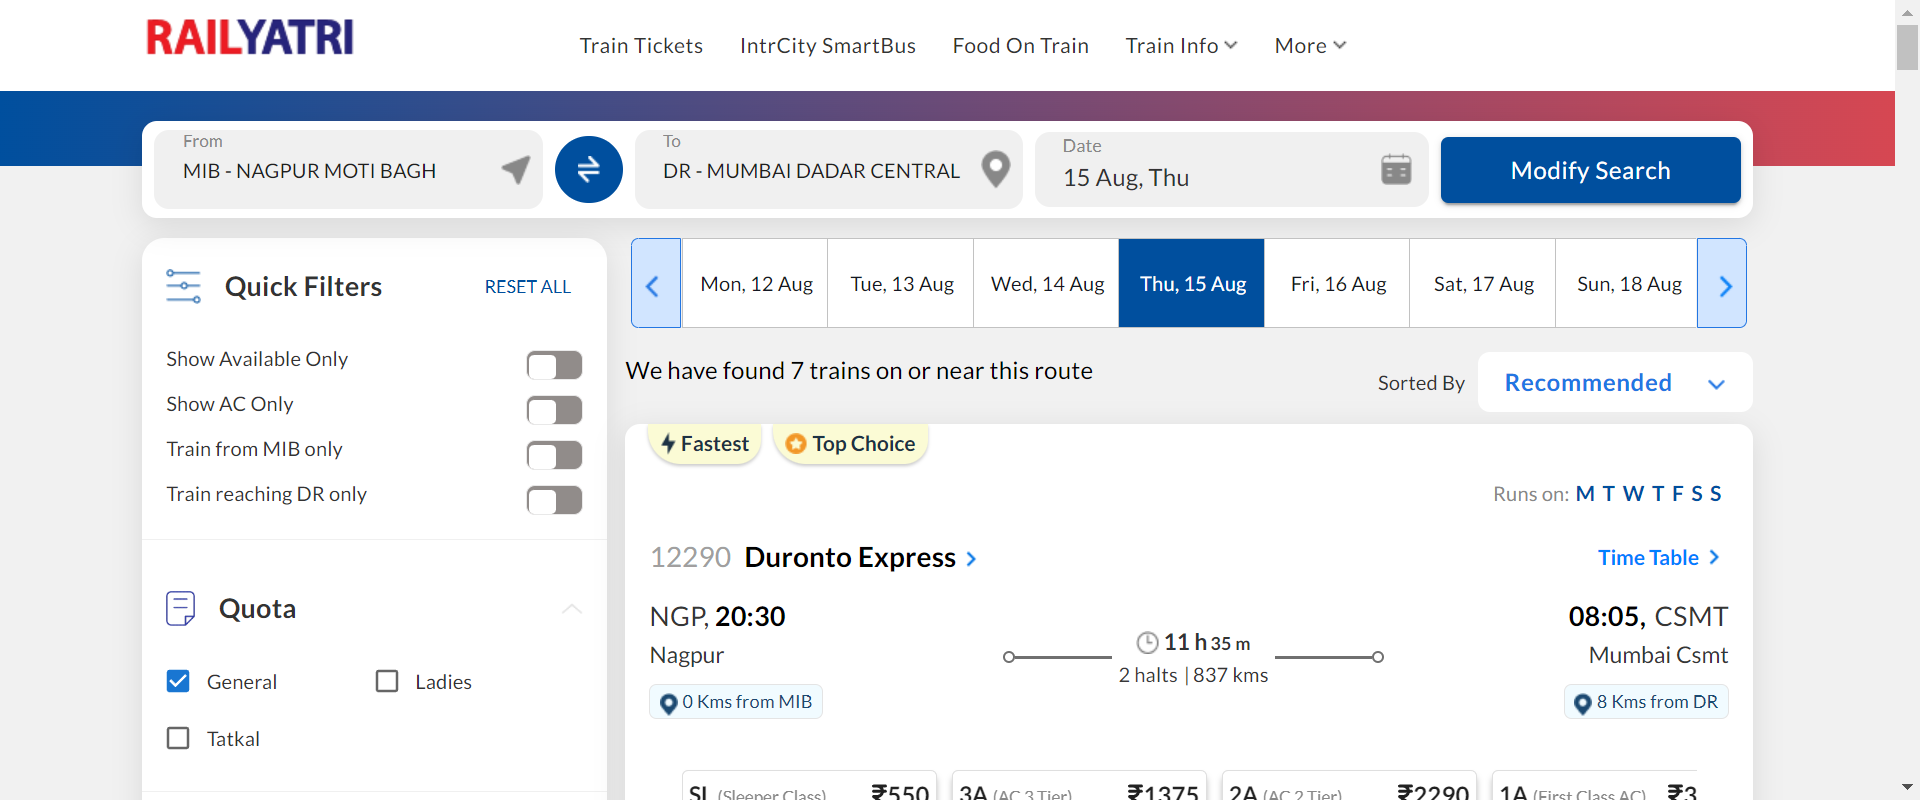 RAILYATRI
Train Tickets
IntrCity SmartBus
Food On Train
Train Info
More
From
MIB - NAGPUR MOTI BAGH
To
DR - MUMBAI DADAR CENTRAL
Date
15 Aug, Thu
Modify Search
Quick Filters
RESET ALL
Show Available Only
Show AC Only
Train from MIB only
Train reaching DR only
Quota
General
Ladies
Tatkal
Mon, 12 Aug
Tue, 13 Aug
Wed, 14 Aug
Thu, 15 Aug
Fri, 16 Aug
Sat, 17 Aug
Sun, 18 Aug
We have found 7 trains on or near this route
Sorted By
Recommended
Fastest
Top Choice
Runs on: M T W T F S S
12290 Duronto Express
Time Table
NGP, 20:30
Nagpur
0 Kms from MIB
11 h 35 m
2 halts | 837 kms
08:05, CSMT
Mumbai Csmt
8 Kms from DR
SL (Sleeper Class) ₹550
3A (AC 3 Tier) ₹1375
2A (AC 2 Tier) ₹2290
1A (First Class AC) ₹3